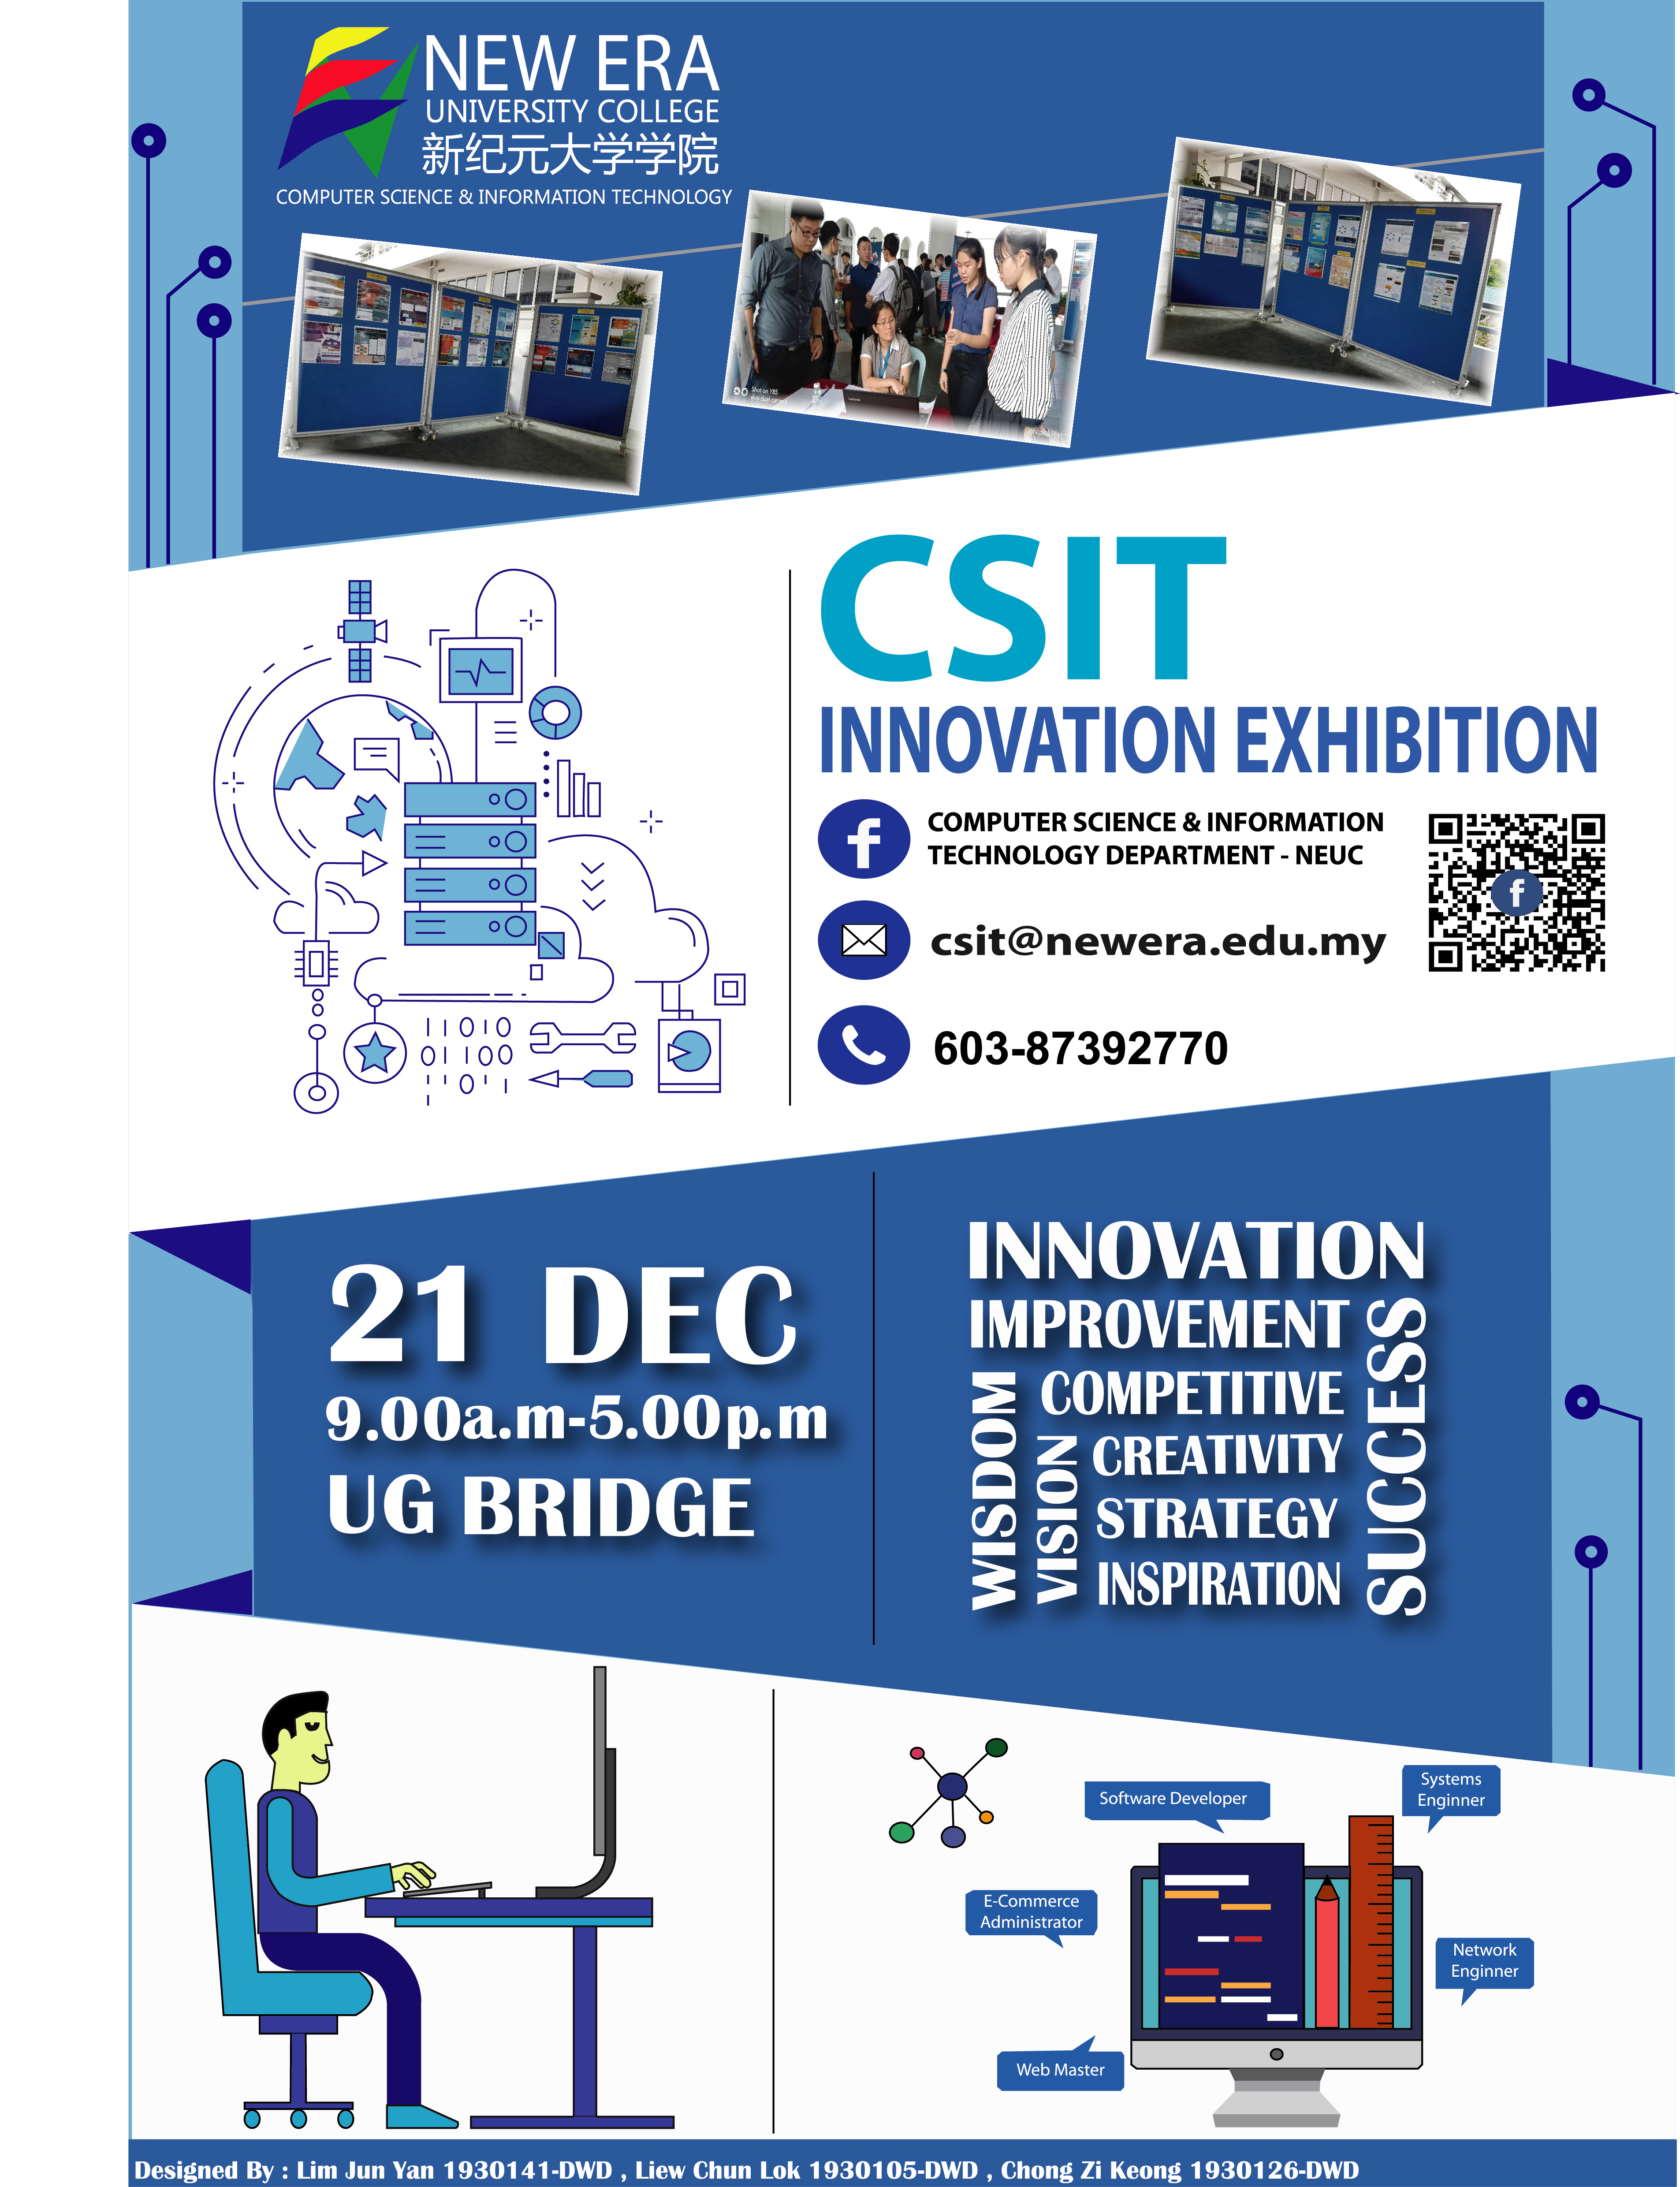 NEW ERA
UNIVERSITY COLLEGE
新纪元大学学院
COMPUTER SCIENCE & INFORMATION TECHNOLOGY
Shot on Y85
CSIT
INNOVATION EXHIBITION
f
COMPUTER SCIENCE & INFORMATION
TECHNOLOGY DEPARTMENT - NEUC
f
csit@newera.edu.my
603-87392770
21 DEC
9.00a.m-5.00p.m
UG BRIDGE
INNOVATION
IMPROVEMENT
SUCCESS
WISDOM
COMPETITIVE
VISION
CREATIVITY
STRATEGY
INSPIRATION
Software Developer
Systems
Enginner
E-Commerce
Administrator
Network
Enginner
Web Master
Designed By : Lim Jun Yan 1930141-DWD , Liew Chun Lok 1930105-DWD , Chong Zi Keong 1930126-DWD